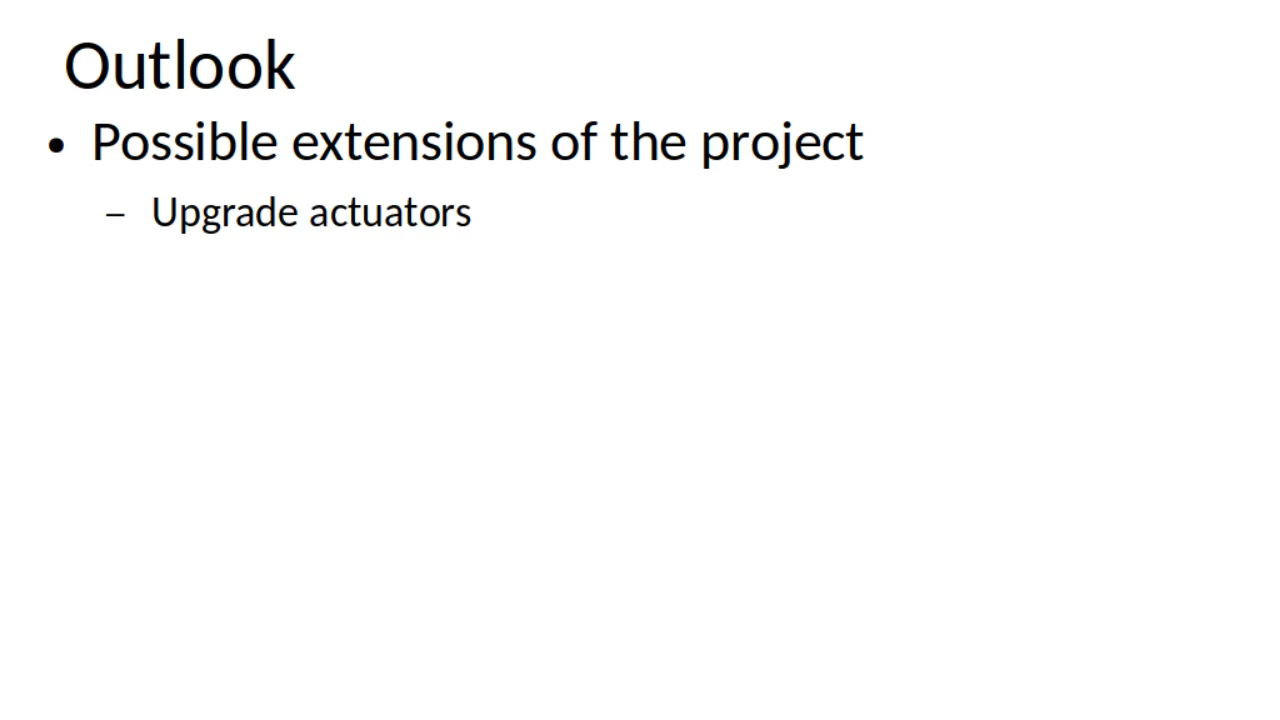 Outlook
• Possible extensions of the project
– Upgrade actuators